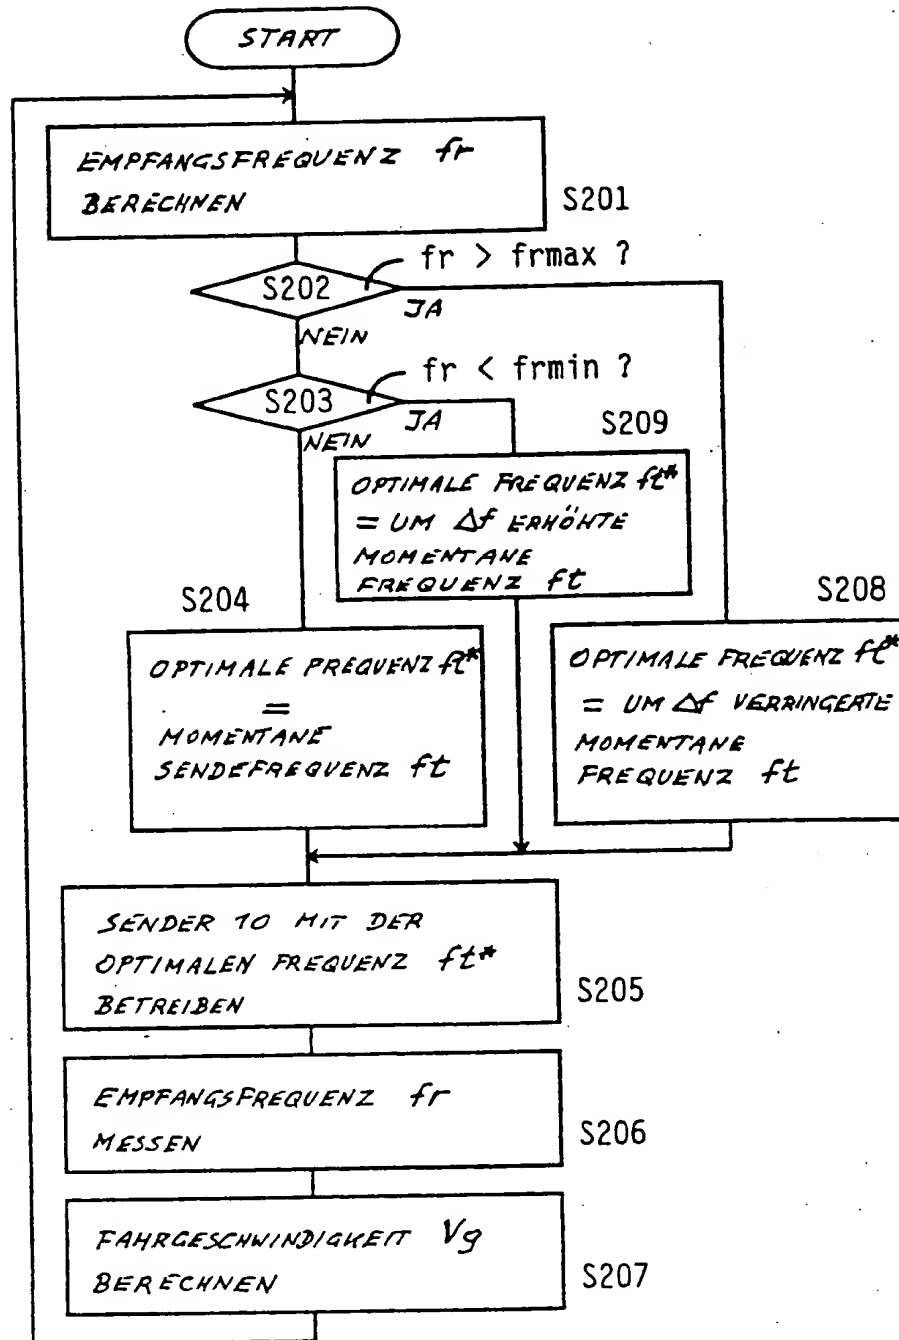 START
EMPFANGSFREQUENZ fr
BERECHNEN
S201
fr > frmax ?
S202
JA
NEIN
fr < frmin ?
S203
JA
NEIN
S209
OPTIMALE FREQUENZ ft*
= UM Δf ERHÖHTE
MOMENTANE
FREQUENZ ft
S204
OPTIMALE FREQUENZ ft*
=
MOMENTANE
SENDEFREQUENZ ft
S208
OPTIMALE FREQUENZ ft*
= UM Δf VERRINGERTE
MOMENTANE
FREQUENZ ft
SENDER 10 MIT DER
OPTIMALEN FREQUENZ ft*
BETREIBEN
S205
EMPFANGSFREQUENZ fr
MESSEN
S206
FAHRGESCHWINDIGKEIT Vg
BERECHNEN
S207